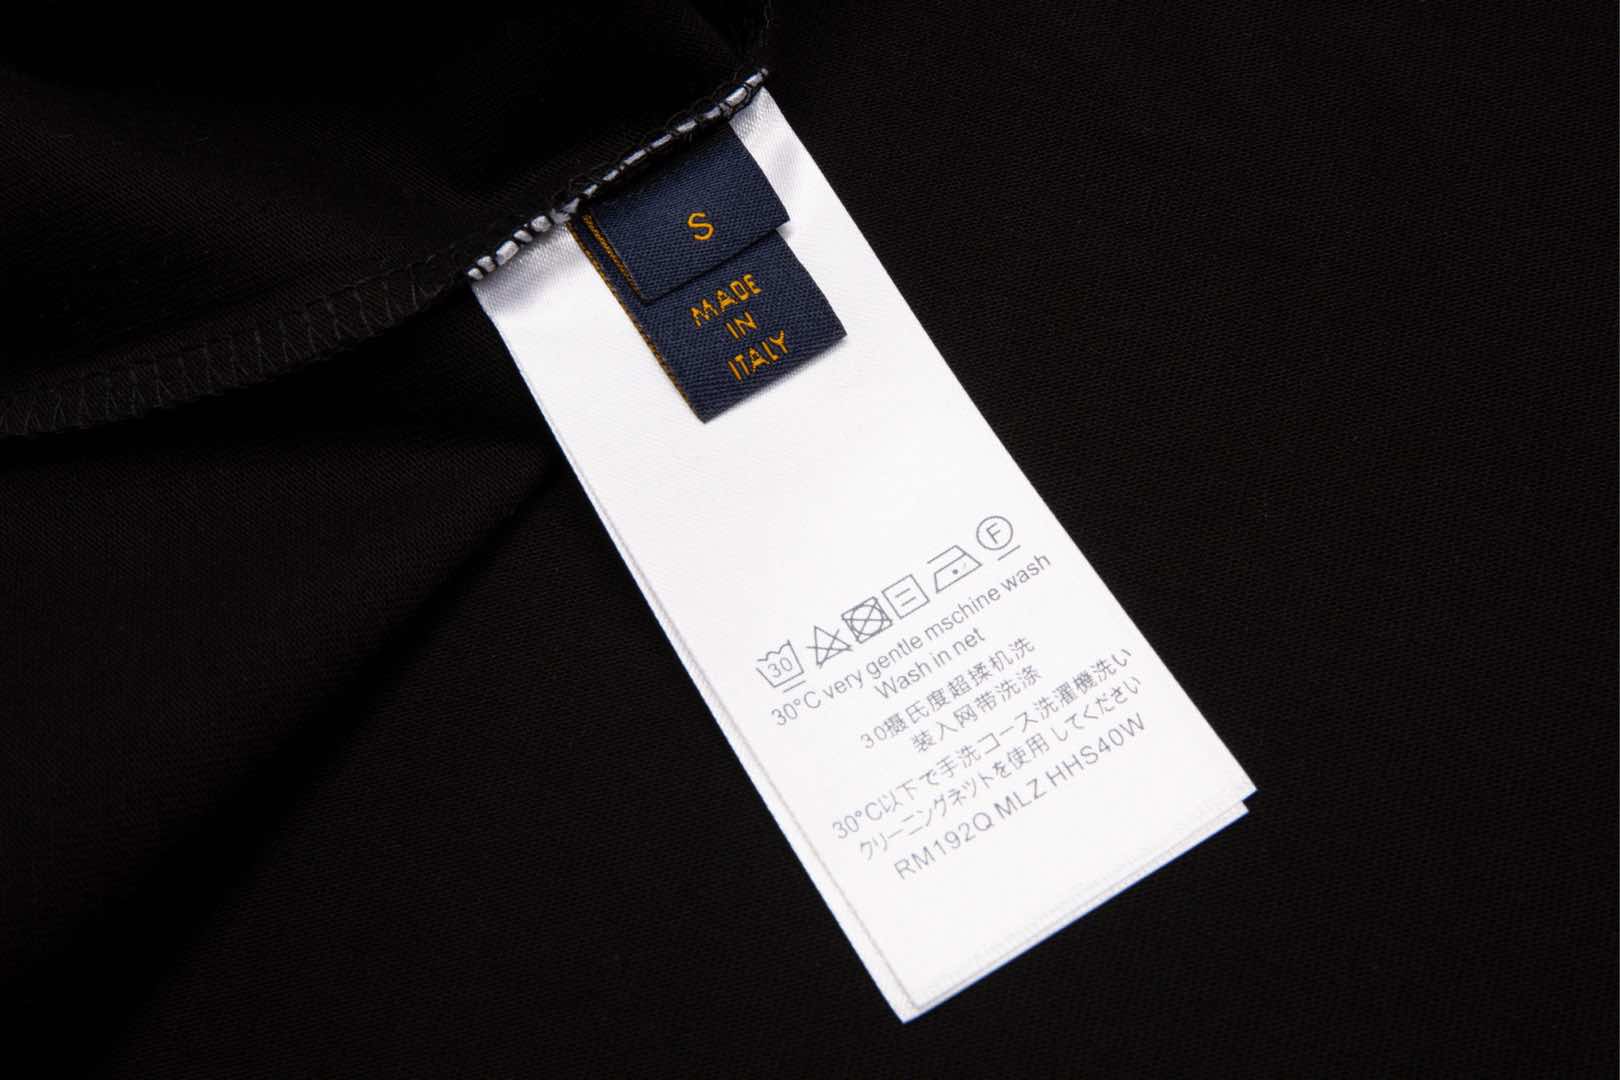 S
MADE
IN
ITALY
30
F
30°C very gentle mschine wash
Wash in net
30摄氏度超揉机洗
装入网带洗涤
30°C以下で手洗コース洗濯機洗い
クリーニングネットを使用してください
RM192Q MLZ HHS40W